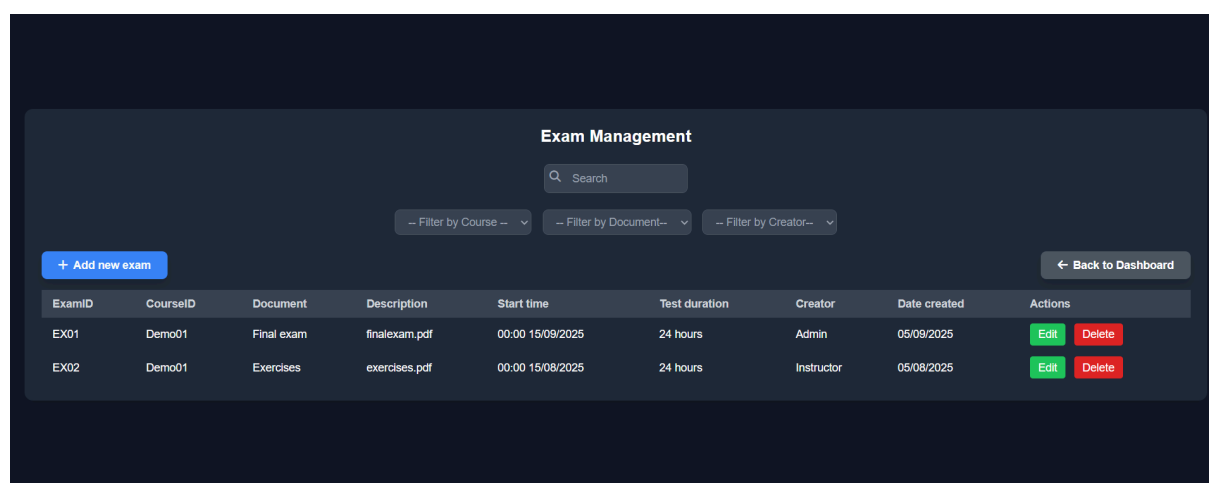 Exam Management
Search
-- Filter by Course -- -- Filter by Document-- -- Filter by Creator--
+ Add new exam ← Back to Dashboard
ExamID CourseID Document Description Start time Test duration Creator Date created Actions
EX01 Demo01 Final exam finalexam.pdf 00:00 15/09/2025 24 hours Admin 05/09/2025 Edit Delete
EX02 Demo01 Exercises exercises.pdf 00:00 15/08/2025 24 hours Instructor 05/08/2025 Edit Delete